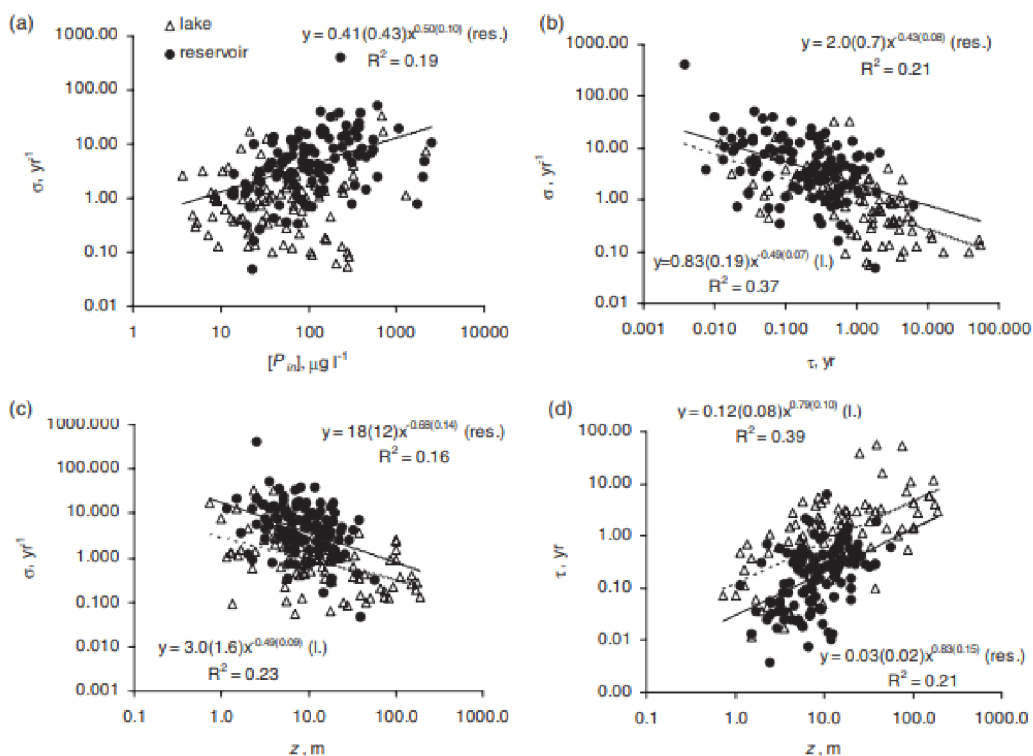 (a)
△ lake
● reservoir
y = 0.41(0.43)x^0.50(0.10) (res.)
R² = 0.19
1000.00
100.00
10.00
1.00
0.10
0.01
σ, yr⁻¹
1
10
100
1000
10000
[P_in], μg l⁻¹
(b)
y = 2.0(0.7)x^-0.43(0.08) (res.)
R² = 0.21
1000.00
100.00
10.00
1.00
0.10
0.01
σ, yr⁻¹
y=0.83(0.19)x^-0.49(0.07) (l.)
R² = 0.37
0.001
0.010
0.100
1.000
10.000
100.000
τ, yr
(c)
1000.000
100.000
10.000
1.000
0.100
0.010
0.001
σ, yr⁻¹
y = 18(12)x^-0.68(0.14) (res.)
R² = 0.16
y = 3.0(1.6)x^-0.49(0.09) (l.)
R² = 0.23
0.1
1.0
10.0
100.0
1000.0
z, m
(d)
y = 0.12(0.08)x^0.79(0.10) (l.)
R² = 0.39
100.00
10.00
1.00
0.10
0.01
0.00
τ, yr
y = 0.03(0.02)x^0.83(0.15) (res.)
R² = 0.21
0.1
1.0
10.0
100.0
1000.0
z, m